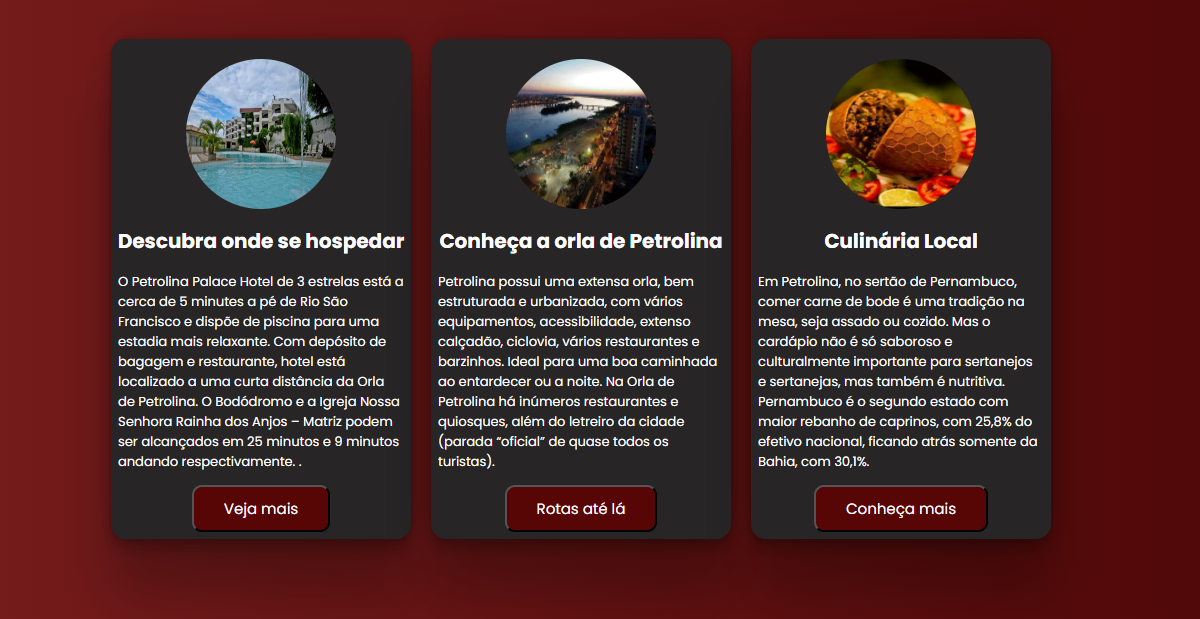 Descubra onde se hospedar
O Petrolina Palace Hotel de 3 estrelas está a
cerca de 5 minutes a pé de Rio São
Francisco e dispõe de piscina para uma
estadia mais relaxante. Com depósito de
bagagem e restaurante, hotel está
localizado a uma curta distância da Orla
de Petrolina. O Bodódromo e a Igreja Nossa
Senhora Rainha dos Anjos – Matriz podem
ser alcançados em 25 minutos e 9 minutos
andando respectivamente. .
Veja mais
Conheça a orla de Petrolina
Petrolina possui uma extensa orla, bem
estruturada e urbanizada, com vários
equipamentos, acessibilidade, extenso
calçadão, ciclovia, vários restaurantes e
barzinhos. Ideal para uma boa caminhada
ao entardecer ou a noite. Na Orla de
Petrolina há inúmeros restaurantes e
quiosques, além do letreiro da cidade
(parada “oficial” de quase todos os
turistas).
Rotas até lá
Culinária Local
Em Petrolina, no sertão de Pernambuco,
comer carne de bode é uma tradição na
mesa, seja assado ou cozido. Mas o
cardápio não é só saboroso e
culturalmente importante para sertanejos
e sertanejas, mas também é nutritiva.
Pernambuco é o segundo estado com
maior rebanho de caprinos, com 25,8% do
efetivo nacional, ficando atrás somente da
Bahia, com 30,1%.
Conheça mais